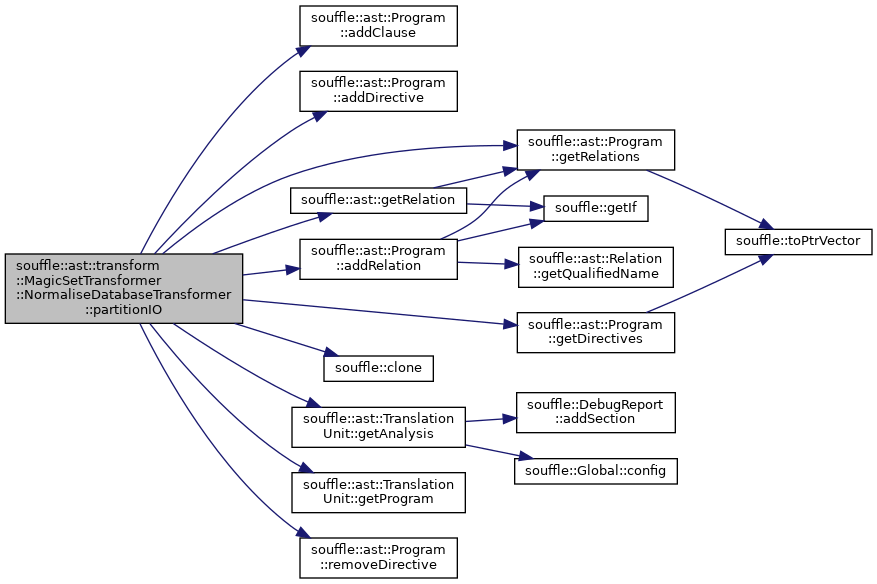 souffle::ast::transform
::MagicSetTransformer
::NormaliseDatabaseTransformer
::partitionIO
souffle::ast::Program
::addClause
souffle::ast::Program
::addDirective
souffle::ast::getRelation
souffle::ast::Program
::addRelation
souffle::clone
souffle::ast::Translation
Unit::getAnalysis
souffle::ast::Translation
Unit::getProgram
souffle::ast::Program
::removeDirective
souffle::ast::Program
::getRelations
souffle::getIf
souffle::ast::Relation
::getQualifiedName
souffle::ast::Program
::getDirectives
souffle::DebugReport
::addSection
souffle::Global::config
souffle::toPtrVector